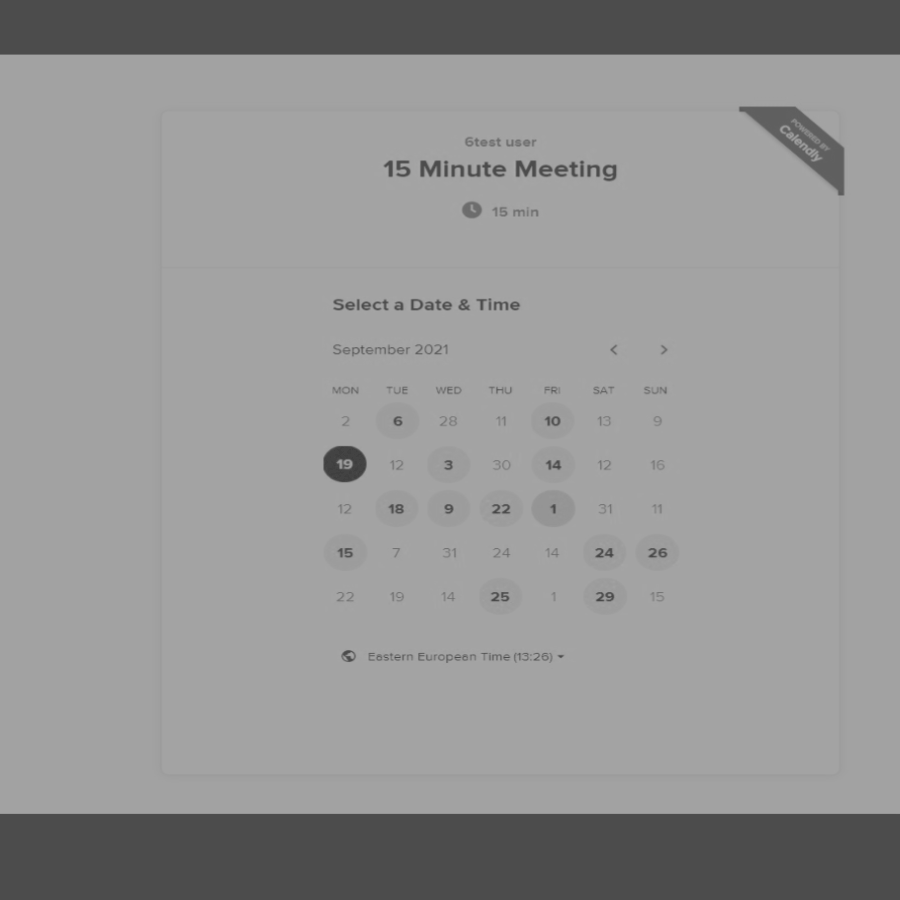 POWERED BY
Calendly
6test user
15 Minute Meeting
15 min
Select a Date & Time
September 2021
< >
MON TUE WED THU FRI SAT SUN
2 6 28 11 10 13 9
19 12 3 30 14 12 16
12 18 9 22 1 31 11
15 7 31 24 14 24 26
22 19 14 25 1 29 15
Eastern European Time (13:26)